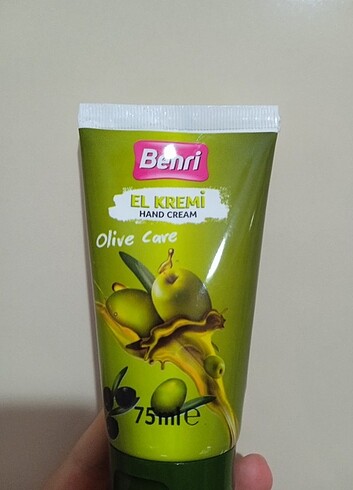 Benri
EL KREMİ
HAND CREAM
Olive Care
75ml℮